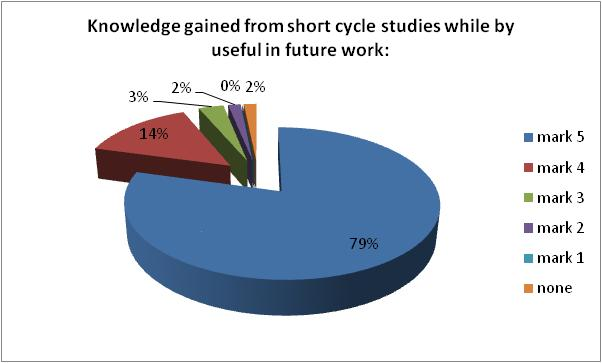 Knowledge gained from short cycle studies while by
useful in future work:
3%
2%
0%
2%
14%
79%
mark 5
mark 4
mark 3
mark 2
mark 1
none